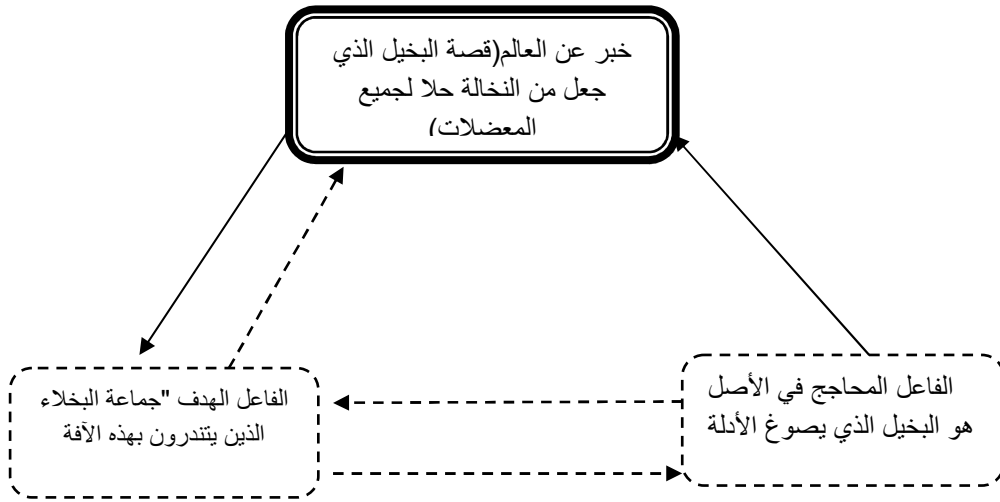 خبر عن العالم(قصة البخيل الذي
جعل من النخالة حلا لجميع
المعضلات)
الفاعل المحاجج في الأصل
هو البخيل الذي يصوغ الأدلة
الفاعل الهدف "جماعة البخلاء
الذين يتندرون بهذه الآفة